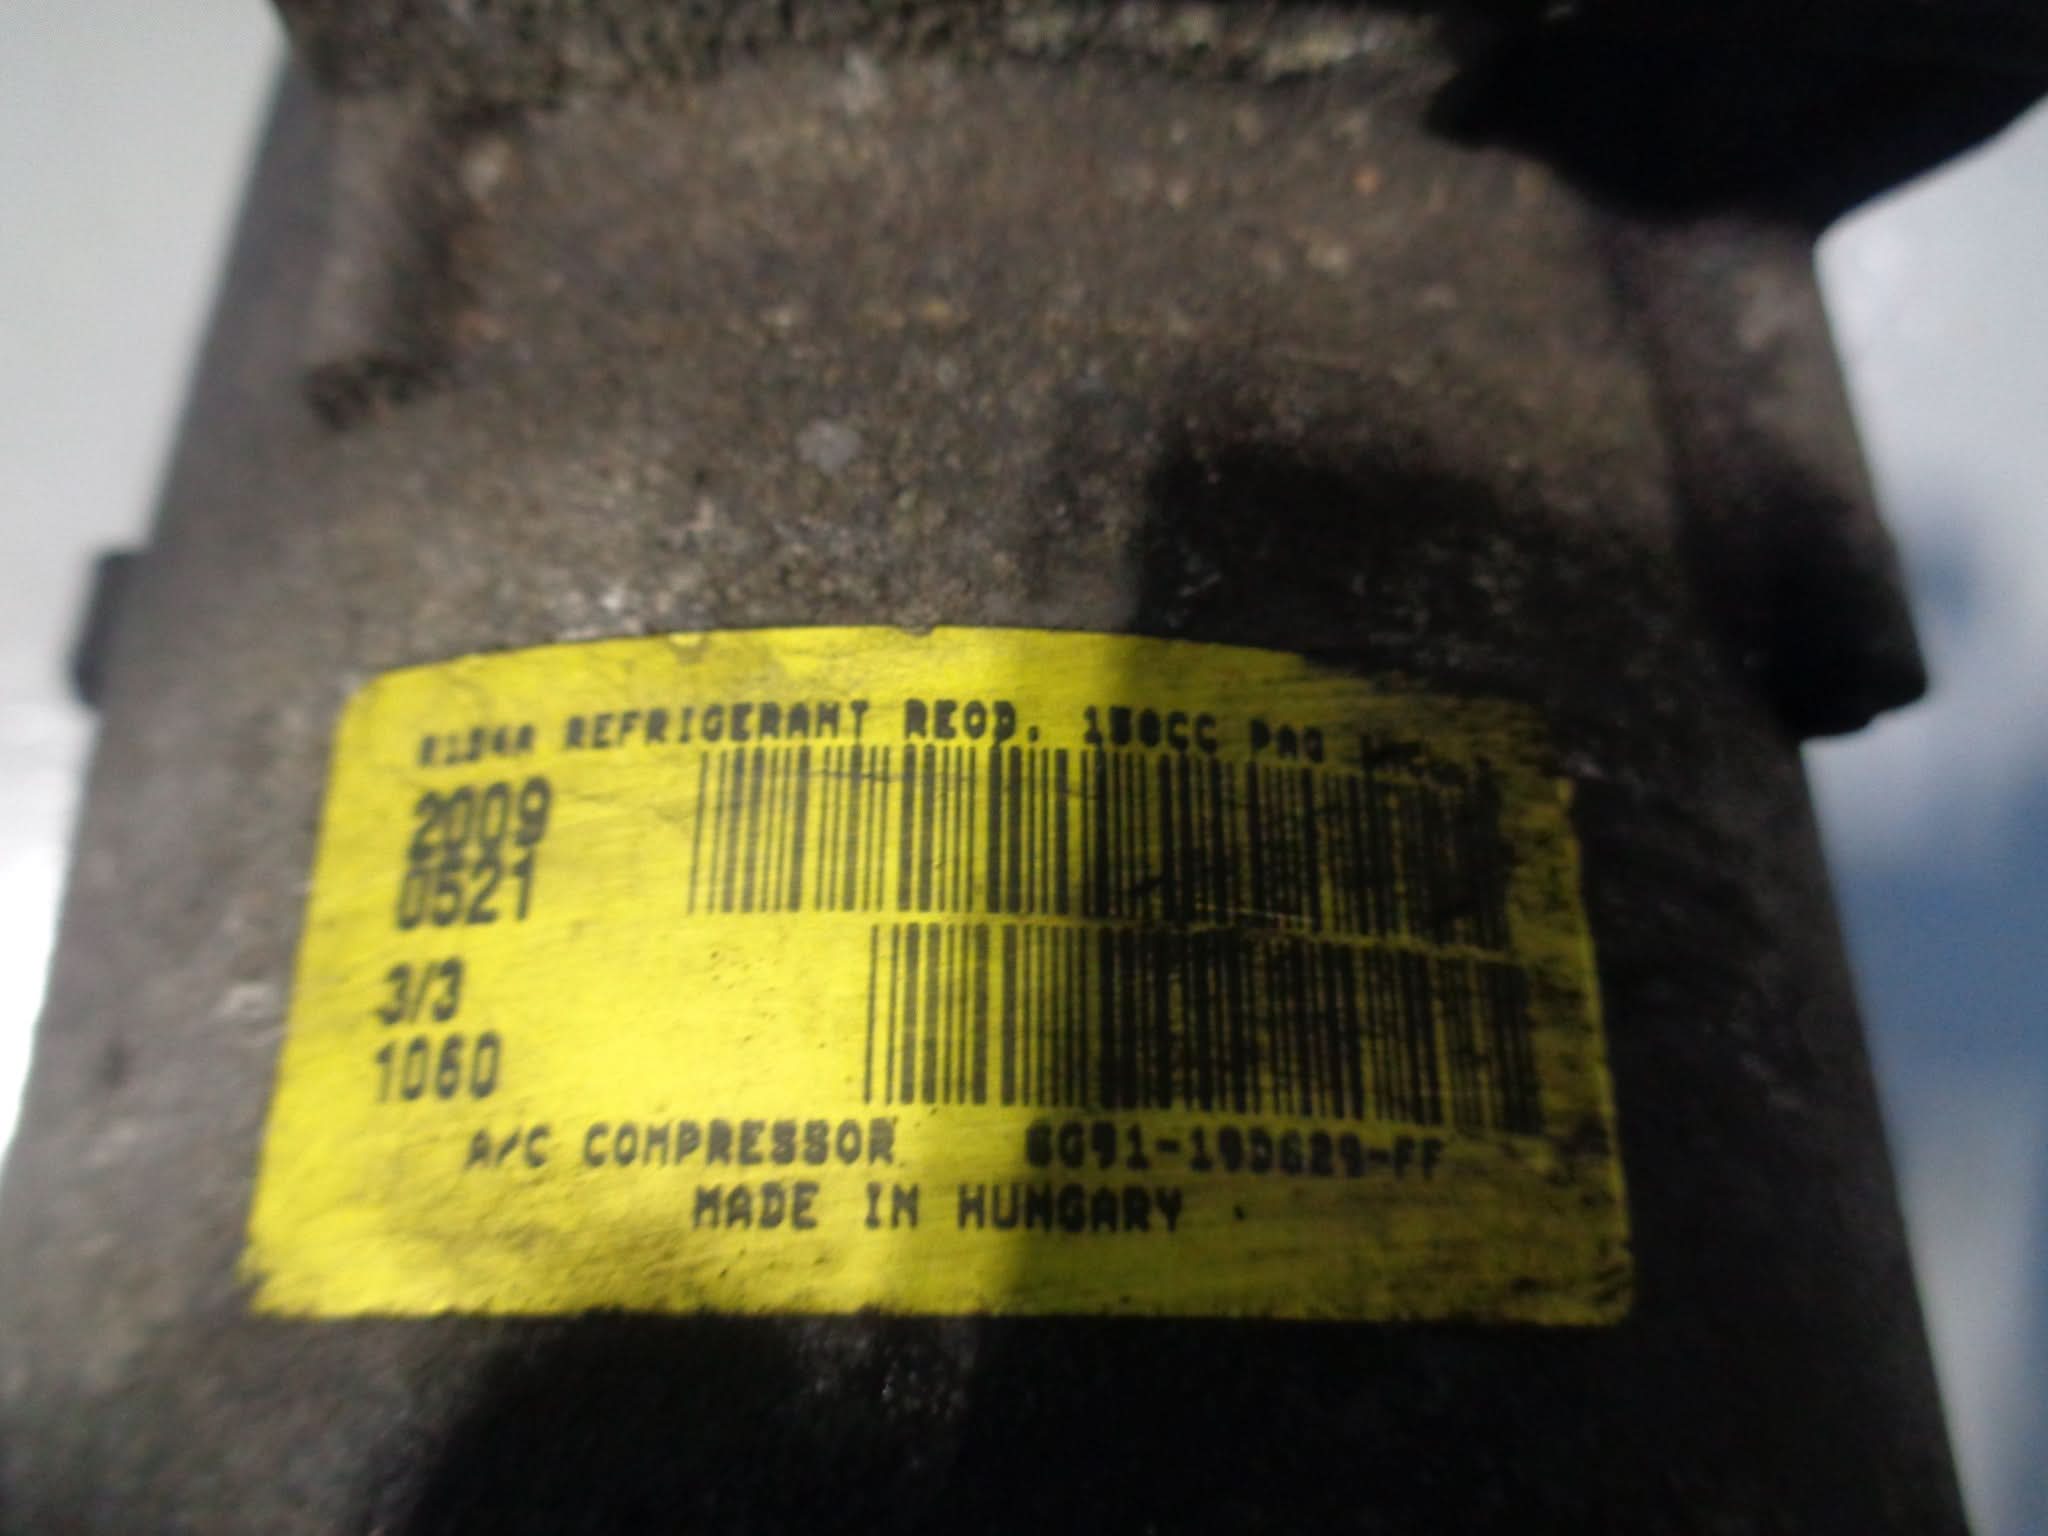 R134A REFRIGERANT REQD. 150CC PAG
2009
0521
3/3
1060
A/C COMPRESSOR 6G91-19D629-FF
MADE IN HUNGARY